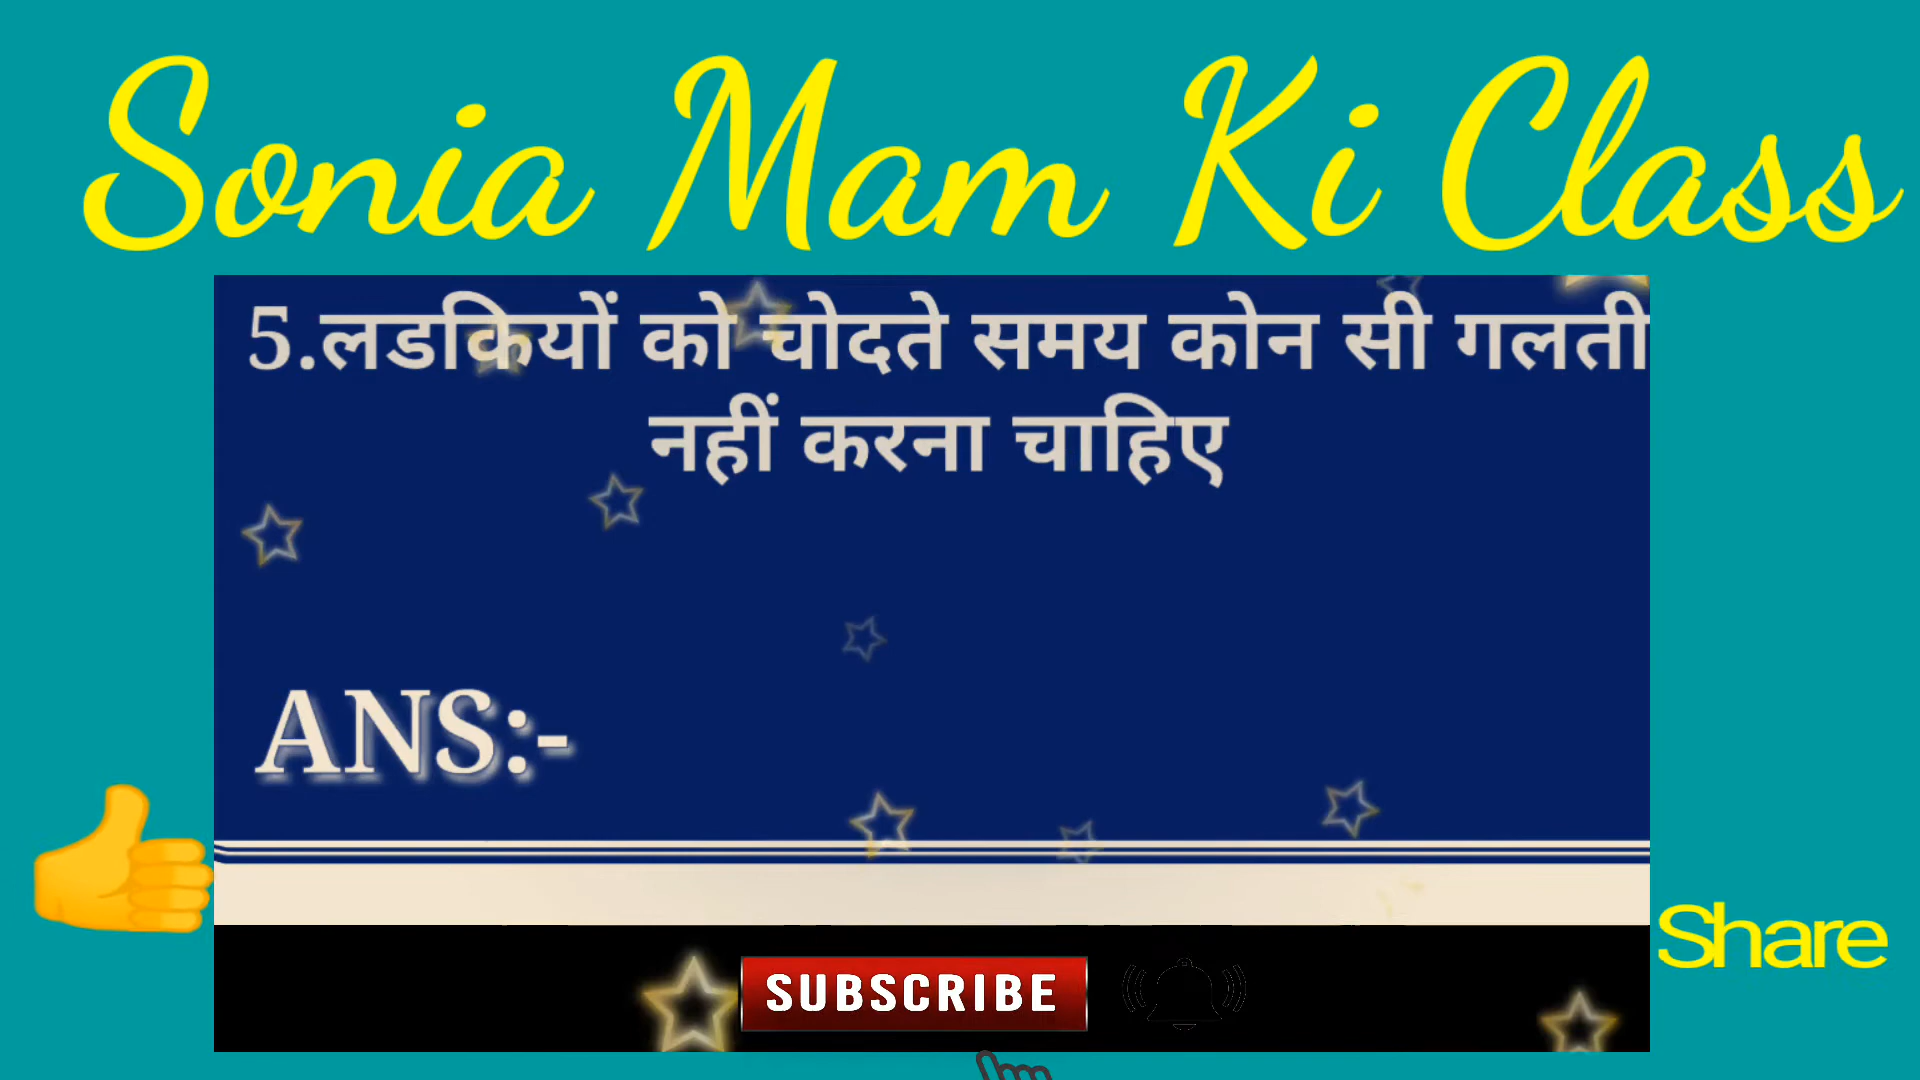 Sonia Mam Ki Class
5.लडकियों को चोदते समय कोन सी गलती
नहीं करना चाहिए
ANS:-
Share
SUBSCRIBE